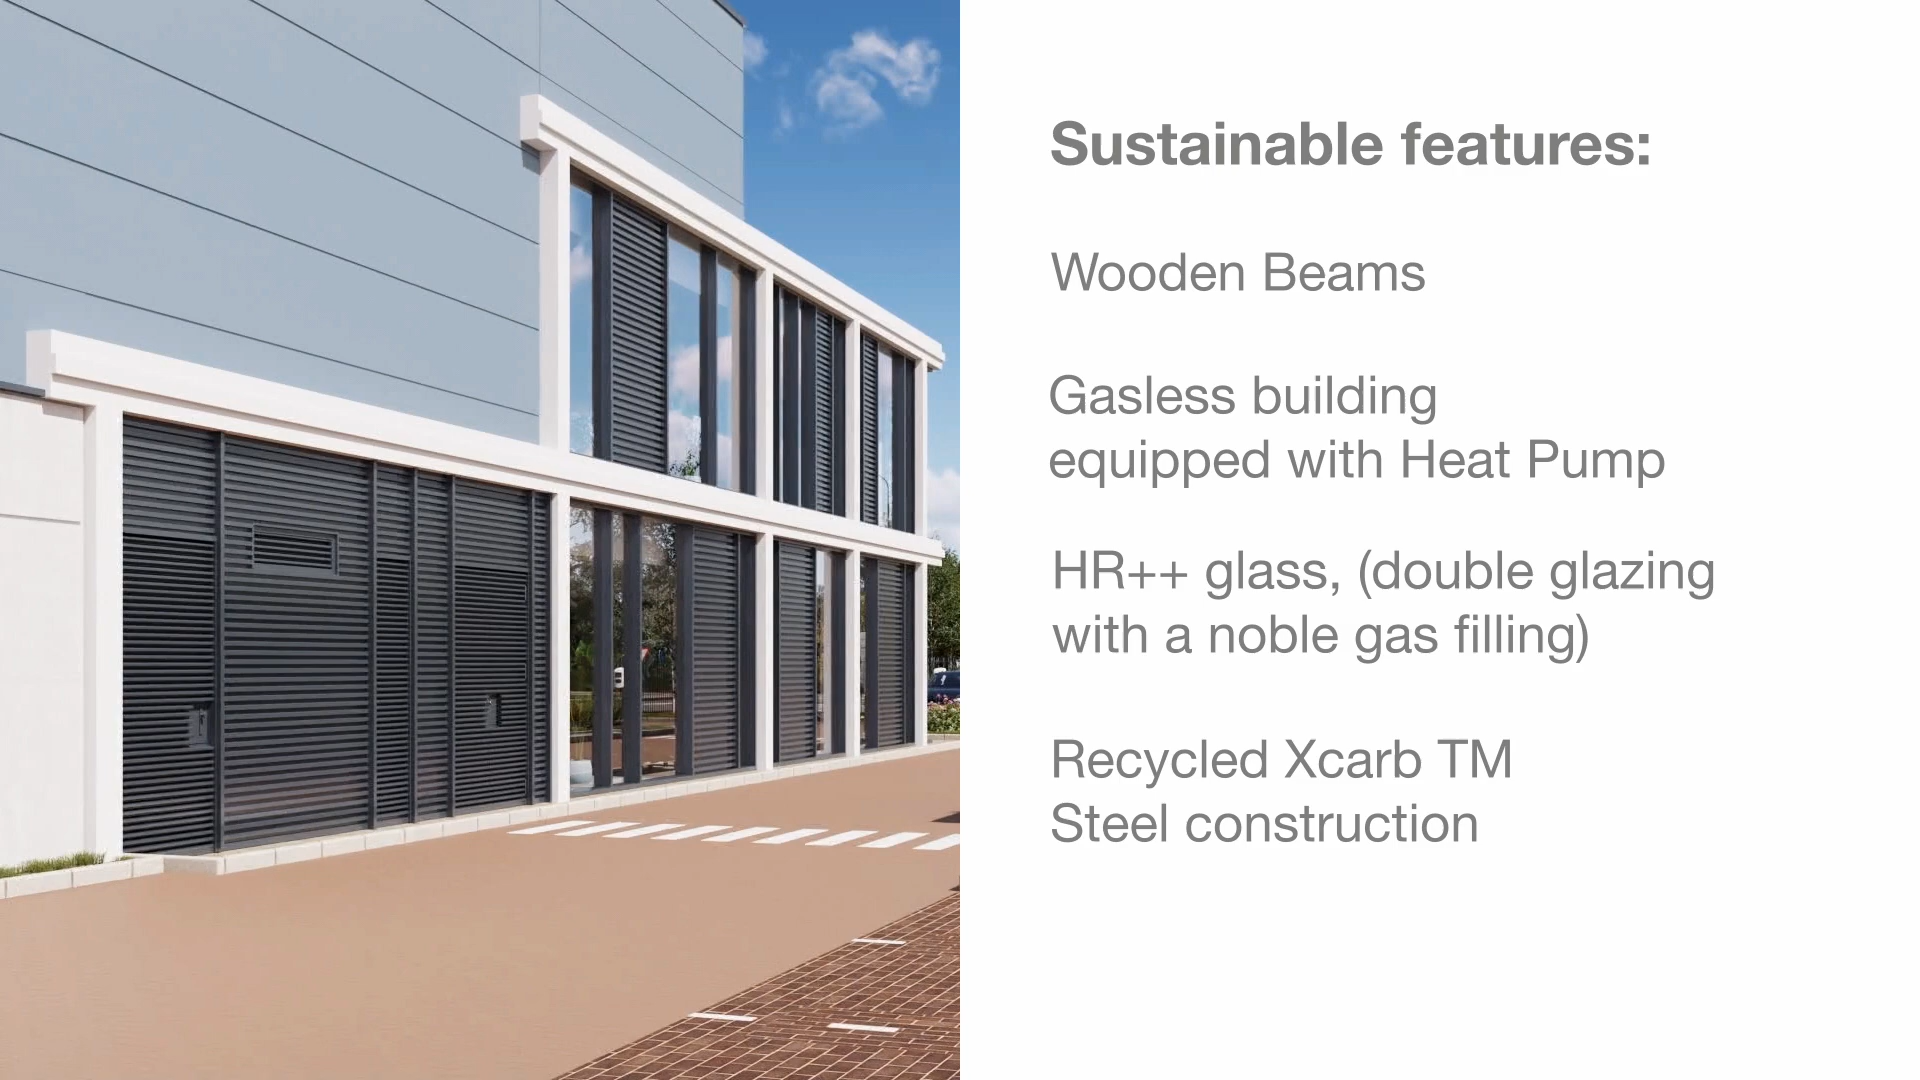 Sustainable features:
Wooden Beams
Gasless building
equipped with Heat Pump
HR++ glass, (double glazing
with a noble gas filling)
Recycled Xcarb TM
Steel construction